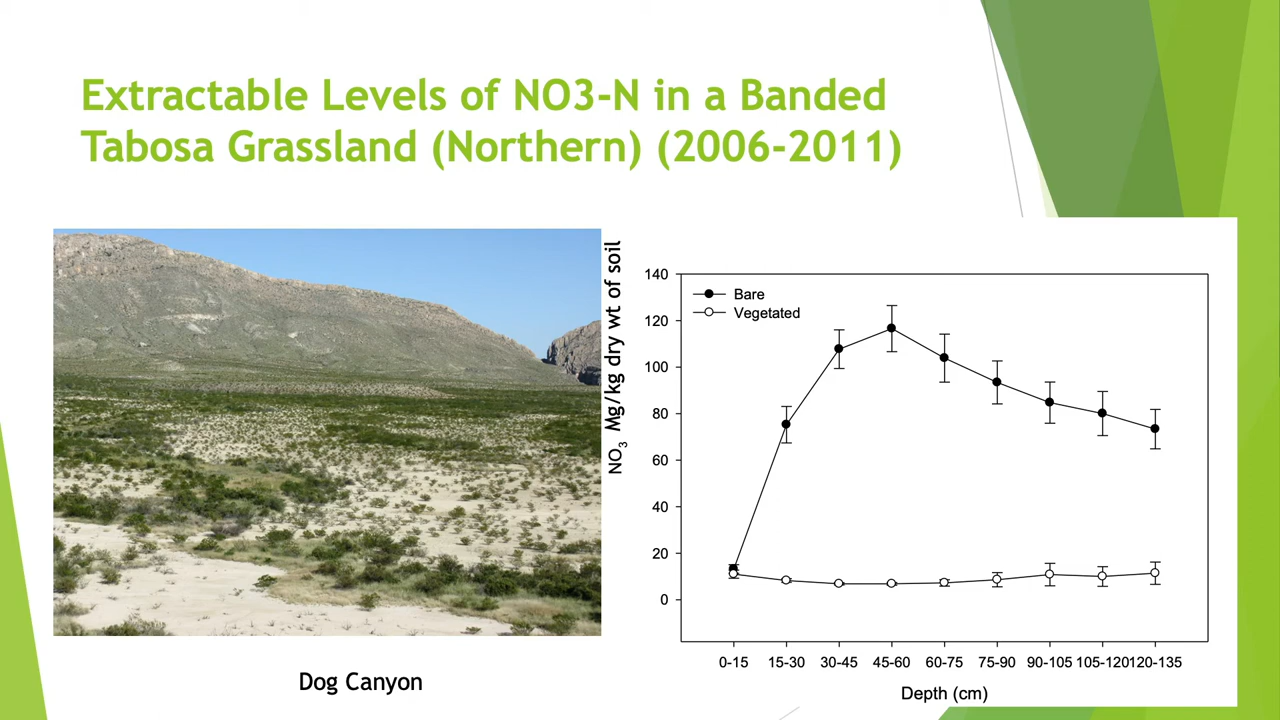 Extractable Levels of NO3-N in a Banded
Tabosa Grassland (Northern) (2006-2011)
NO3 Mg/kg dry wt of soil
140
120
100
80
60
40
20
0
Bare
Vegetated
0-15 15-30 30-45 45-60 60-75 75-90 90-105 105-120 120-135
Depth (cm)
Dog Canyon